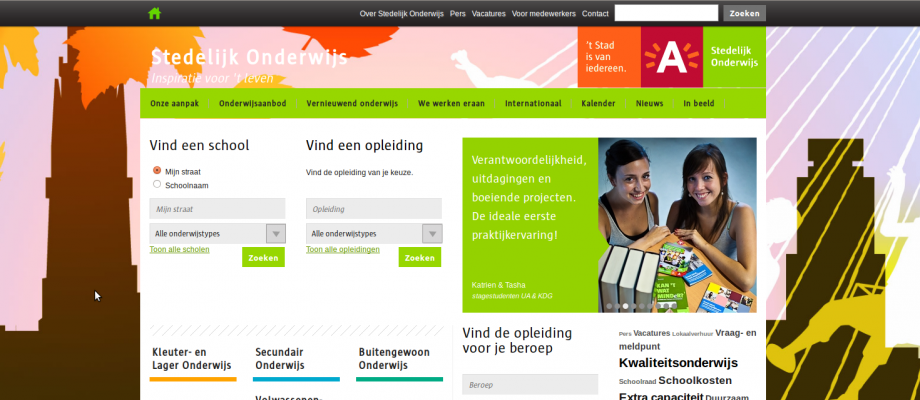 Over Stedelijk Onderwijs Pers Vacatures Voor medewerkers Contact Zoeken
Stedelijk Onderwijs
Inspiratie voor 't leven
't Stad
is van
iedereen.
A
Stedelijk
Onderwijs
Onze aanpak Onderwijsaanbod Vernieuwend onderwijs We werken eraan Internationaal Kalender Nieuws In beeld
Vind een school
Mijn straat
Schoolnaam
Mijn straat
Alle onderwijstypes
Toon alle scholen
Zoeken
Vind een opleiding
Vind de opleiding van je keuze.
Opleiding
Alle onderwijstypes
Toon alle opleidingen
Zoeken
Verantwoordelijkheid,
uitdagingen en
boeiende projecten.
De ideale eerste
praktijkervaring!
Katrien & Tasha
stagestudenten UA & KDG
KAN 'T
WAT
MINDER?
Kleuter- en
Lager Onderwijs
Secundair
Onderwijs
Buitengewoon
Onderwijs
Volwassenen-
Vind de opleiding
voor je beroep
Beroep
Pers Vacatures Lokaalverhuur Vraag- en
meldpunt
Kwaliteitsonderwijs
Schoolraad Schoolkosten
Extra capaciteit Duurzaam